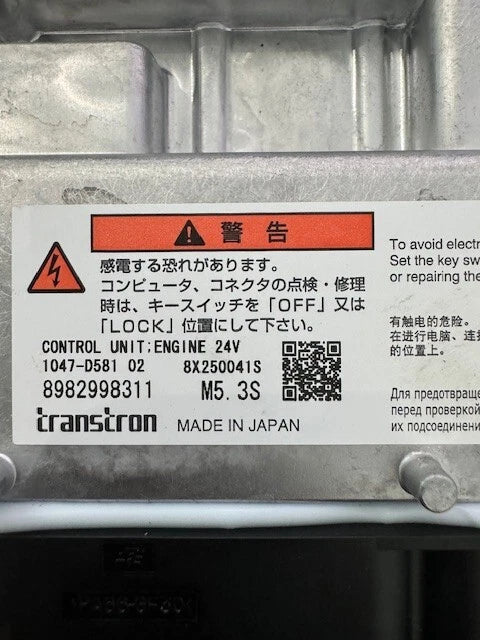 警告
感電する恐れがあります。
コンピュータ、コネクタの点検・修理
時は、キースイッチを「OFF」又は
「LOCK」位置にして下さい。
CONTROL UNIT;ENGINE 24V
1047-D581 02 8X250041S
8982998311 M5.3S
transtron MADE IN JAPAN
To avoid electr
Set the key sw
or repairing the
有触电的危险。
在进行电脑、连接
的位置上。
Для предотвраще
перед проверкой
их подсоединени